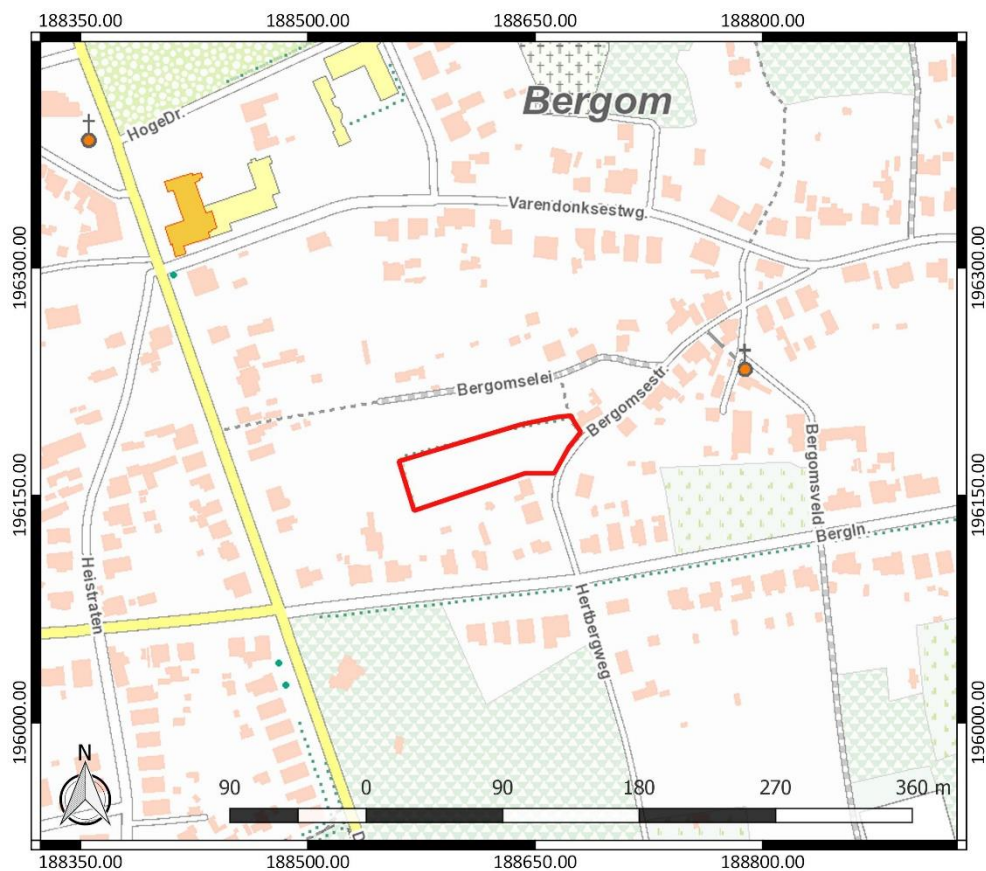 188350.00 188500.00 188650.00 188800.00
Bergom
HogeDr.
Varendonksestwg.
196300.00 196300.00
Bergomselei
Bergomsestr.
196150.00 196150.00
Bergomsveld
Bergln.
Heistraten
Hertbergweg
196000.00 196000.00
N
90 0 90 180 270 360 m
D
188350.00 188500.00 188650.00 188800.00